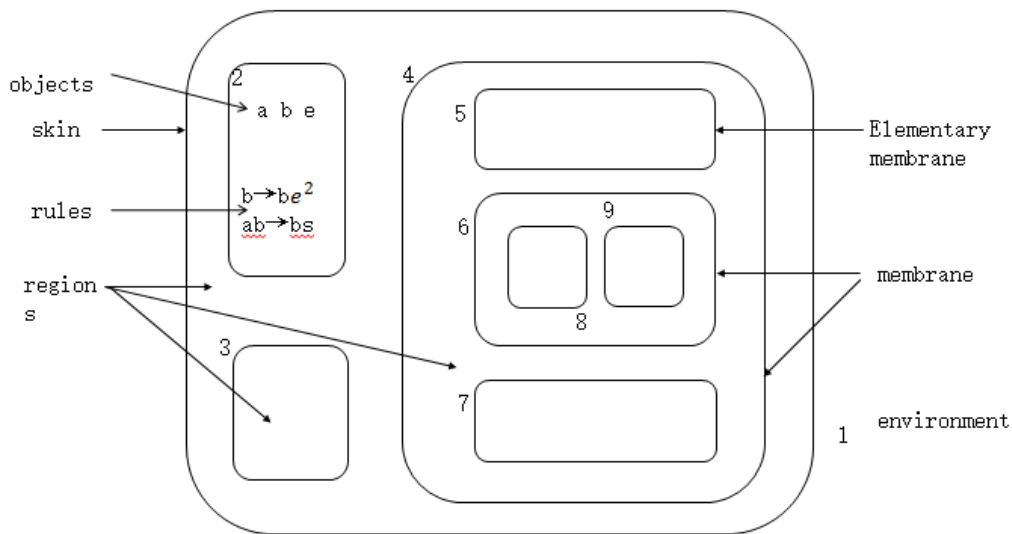 objects
skin
rules
region
s
2
a b e
b→be²
ab→bs
3
4
5
6
9
8
7
Elementary
membrane
membrane
environment
1